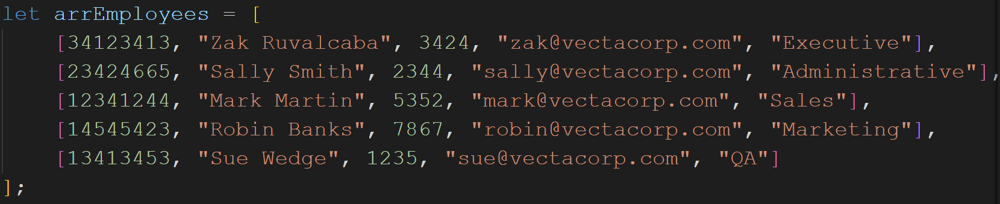 let arrEmployees = [
[34123413, "Zak Ruvalcaba", 3424, "zak@vectacorp.com", "Executive"],
[23424665, "Sally Smith", 2344, "sally@vectacorp.com", "Administrative"],
[12341244, "Mark Martin", 5352, "mark@vectacorp.com", "Sales"],
[14545423, "Robin Banks", 7867, "robin@vectacorp.com", "Marketing"],
[13413453, "Sue Wedge", 1235, "sue@vectacorp.com", "QA"]
];